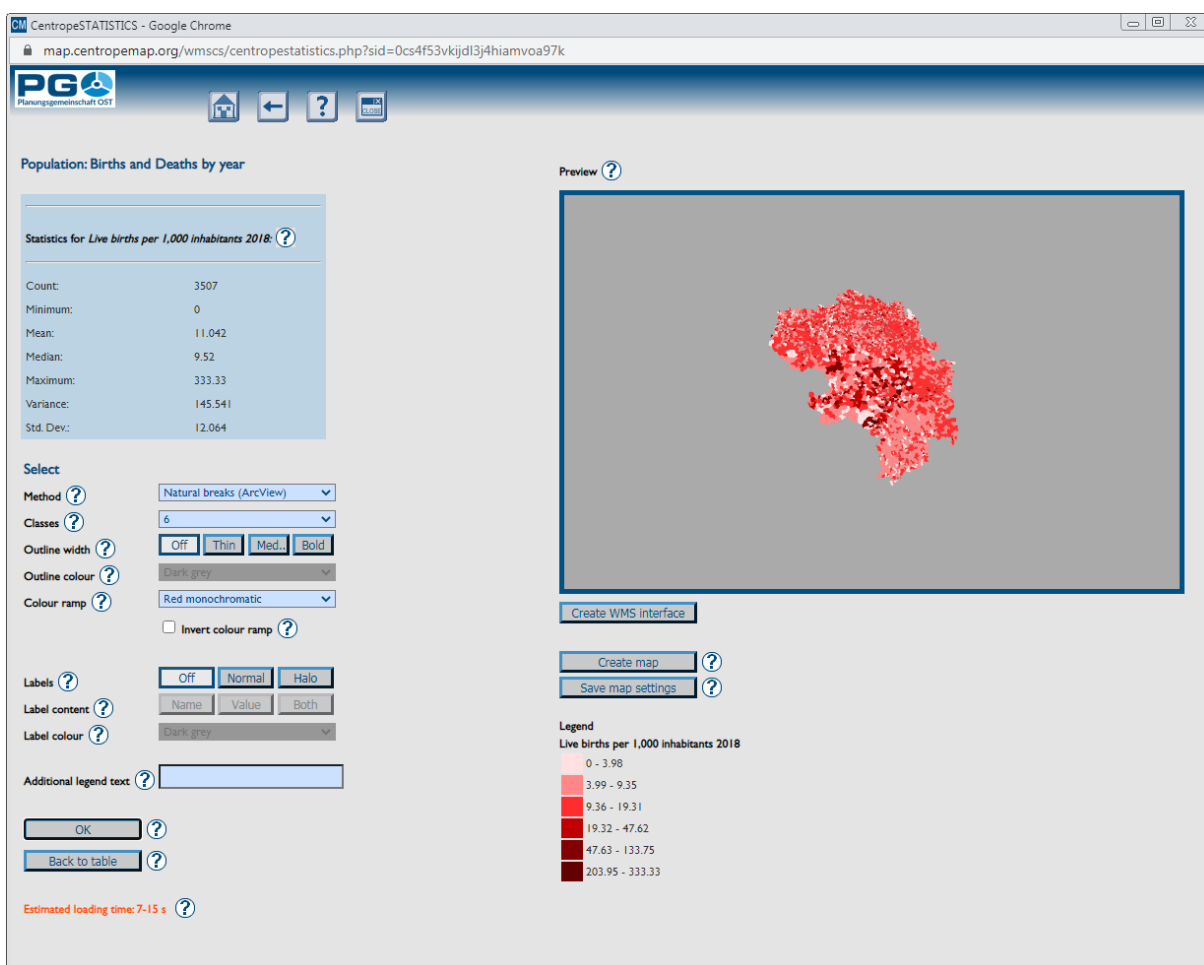 CM CentropeSTATISTICS - Google Chrome
map.centropemap.org/wmscs/centropestatistics.php?sid=0cs4f53vkijdl3j4hiamvoa97k
PGO
Planungsgemeinschaft OST
? CLOSE
Population: Births and Deaths by year
Preview ?
Statistics for Live births per 1,000 inhabitants 2018: ?
Count: 3507
Minimum: 0
Mean: 11.042
Median: 9.52
Maximum: 333.33
Variance: 145.541
Std. Dev.: 12.064
Select
Method ? Natural breaks (ArcView)
Classes ? 6
Outline width ? Off Thin Med.. Bold
Outline colour ? Dark grey
Colour ramp ? Red monochromatic
Invert colour ramp ?
Labels ? Off Normal Halo
Label content ? Name Value Both
Label colour ? Dark grey
Additional legend text ?
OK ?
Back to table ?
Estimated loading time: 7-15 s ?
Create WMS interface
Create map ?
Save map settings ?
Legend
Live births per 1,000 inhabitants 2018
0 - 3.98
3.99 - 9.35
9.36 - 19.31
19.32 - 47.62
47.63 - 133.75
203.95 - 333.33